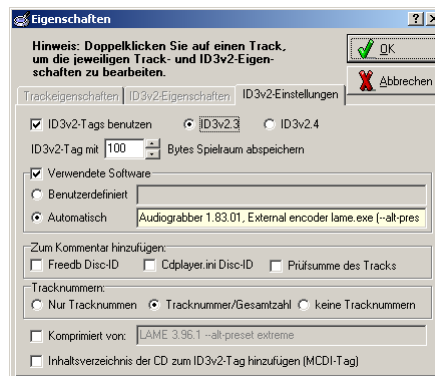 Eigenschaften
Hinweis: Doppelklicken Sie auf einen Track,
um die jeweiligen Track- und ID3v2-Eigen-
schaften zu bearbeiten.
OK
Abbrechen
Trackeigenschaften ID3v2-Eigenschaften ID3v2-Einstellungen
ID3v2-Tags benutzen ID3v2.3 ID3v2.4
ID3v2-Tag mit 100 Bytes Spielraum abspeichern
Verwendete Software
Benutzerdefiniert
Automatisch Audiograbber 1.83.01, External encoder lame.exe (--alt-pres
Zum Kommentar hinzufügen:
Freedb Disc-ID Cdplayer.ini Disc-ID Prüfsumme des Tracks
Tracknummern:
Nur Tracknummen Tracknummer/Gesamtzahl keine Tracknummern
Komprimiert von: LAME 3.96.1 --alt-preset extreme
Inhaltsverzeichnis der CD zum ID3v2-Tag hinzufügen (MCDI-Tag)